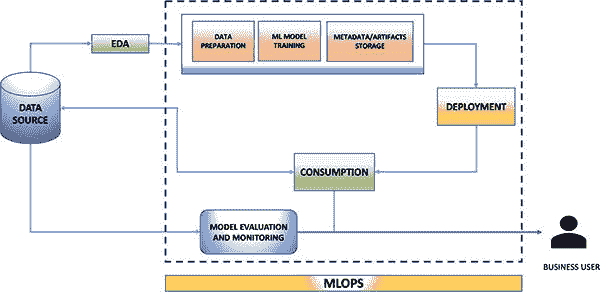 EDA
DATA
PREPARATION
ML MODEL
TRAINING
METADATA/ARTIFACTS
STORAGE
DATA
SOURCE
DEPLOYMENT
CONSUMPTION
MODEL EVALUATION
AND MONITORING
BUSINESS USER
MLOPS